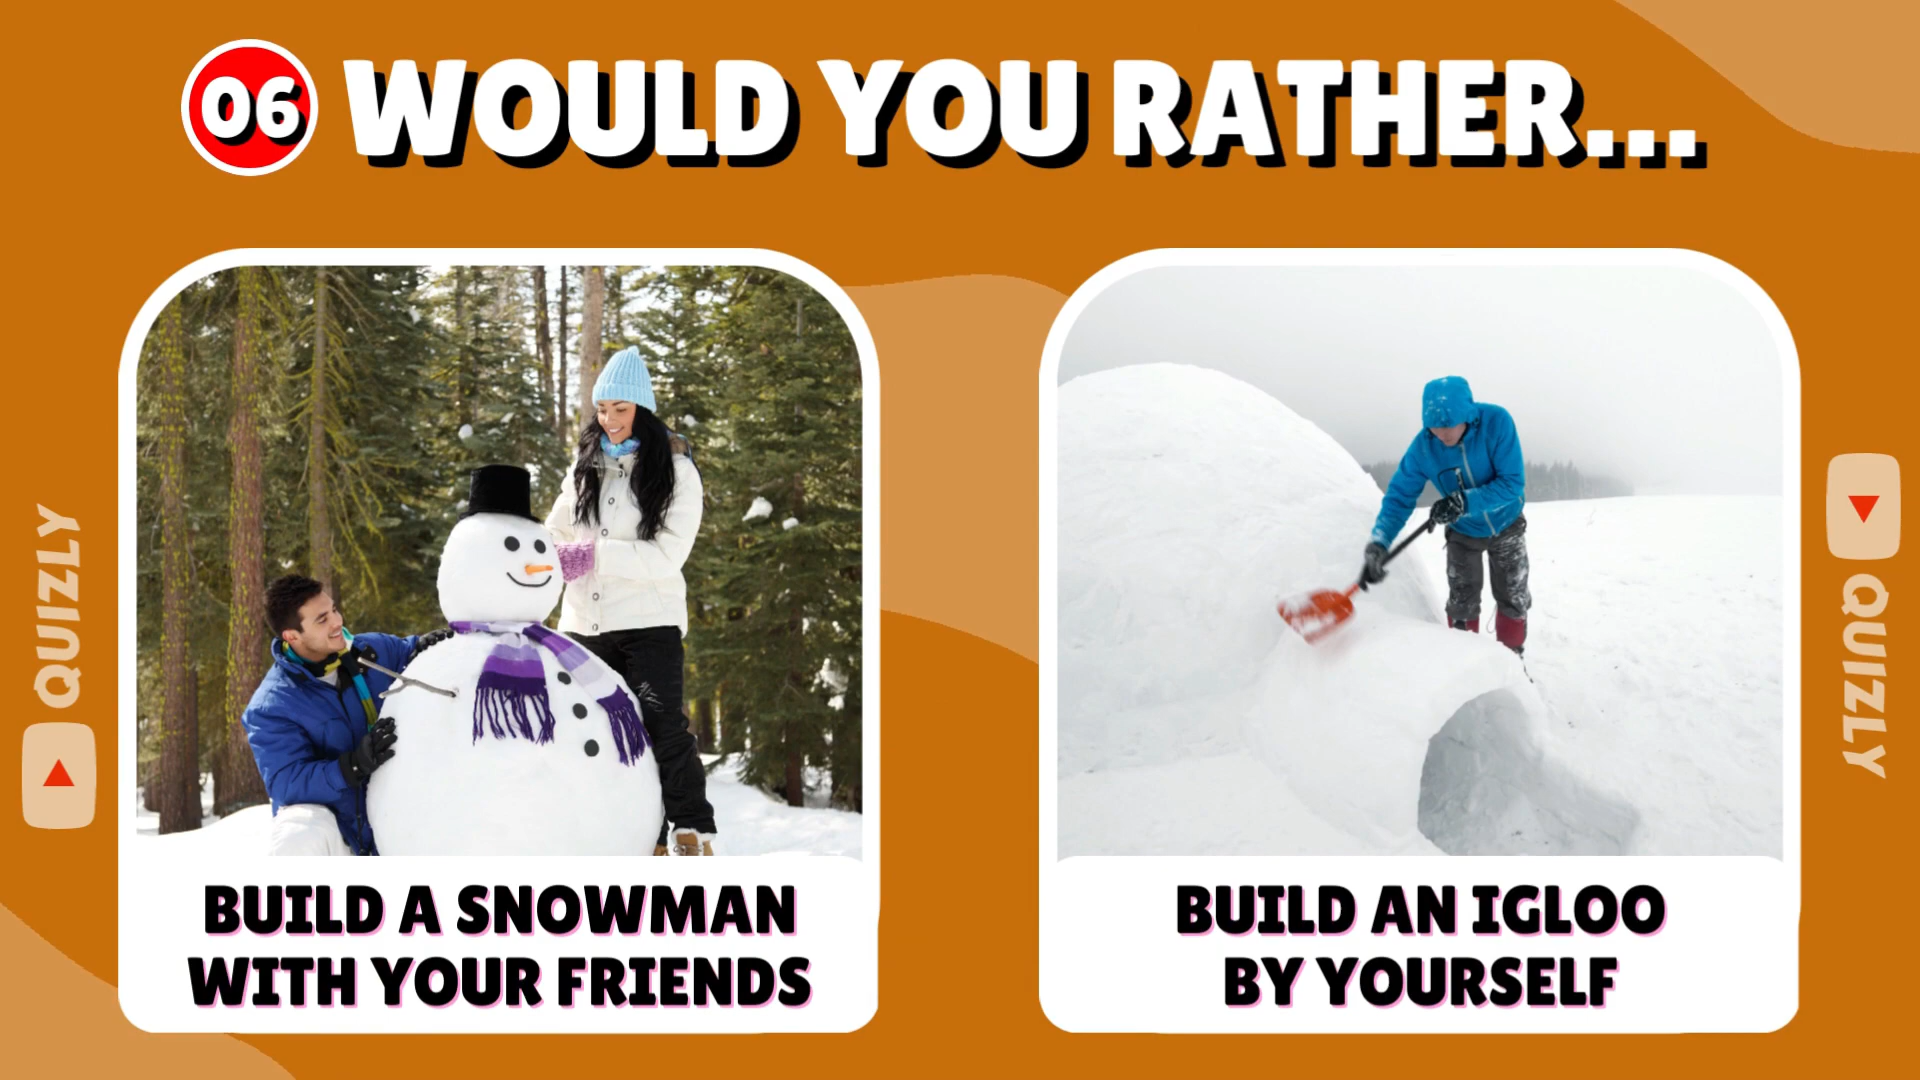 06 WOULD YOU RATHER...
BUILD A SNOWMAN
WITH YOUR FRIENDS
BUILD AN IGLOO
BY YOURSELF
QUIZLY
QUIZLY